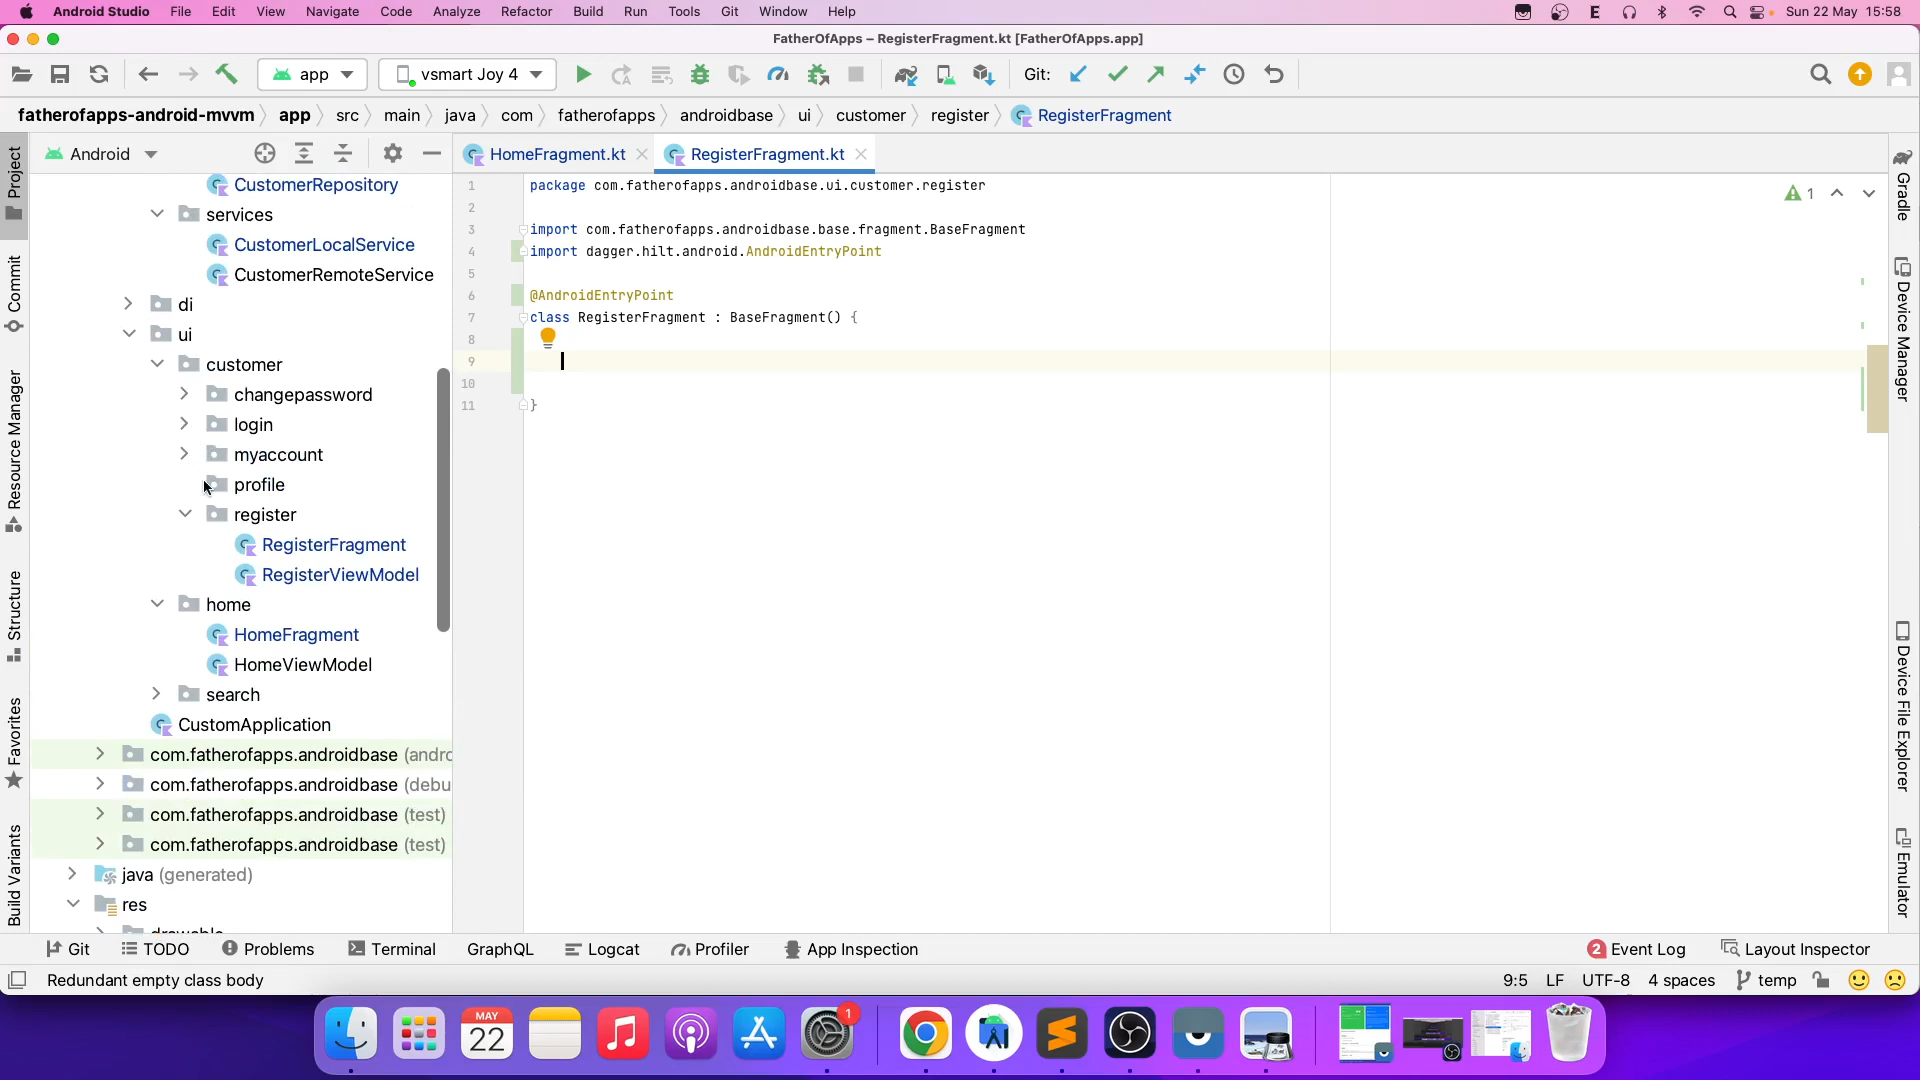 Android Studio File Edit View Navigate Code Analyze Refactor Build Run Tools Git Window Help E Sun 22 May 15:58
FatherOfApps – RegisterFragment.kt [FatherOfApps.app]
app vsmart Joy 4 Git:
fatherofapps-android-mvvm app src main java com fatherofapps androidbase ui customer register RegisterFragment
Android HomeFragment.kt RegisterFragment.kt
Project
Commit
Resource Manager
Structure
Favorites
Build Variants
CustomerRepository
services
CustomerLocalService
CustomerRemoteService
di
ui
customer
changepassword
login
myaccount
profile
register
RegisterFragment
RegisterViewModel
home
HomeFragment
HomeViewModel
search
CustomApplication
com.fatherofapps.androidbase (andro
com.fatherofapps.androidbase (debu
com.fatherofapps.androidbase (test)
com.fatherofapps.androidbase (test)
java (generated)
res
1 package com.fatherofapps.androidbase.ui.customer.register
2
3 import com.fatherofapps.androidbase.base.fragment.BaseFragment
4 import dagger.hilt.android.AndroidEntryPoint
5
6 @AndroidEntryPoint
7 class RegisterFragment : BaseFragment() {
8
9
10
11 }
1
Gradle
Device Manager
Device File Explorer
Emulator
Git TODO Problems Terminal GraphQL Logcat Profiler App Inspection 2 Event Log Layout Inspector
Redundant empty class body 9:5 LF UTF-8 4 spaces temp
MAY
22
1